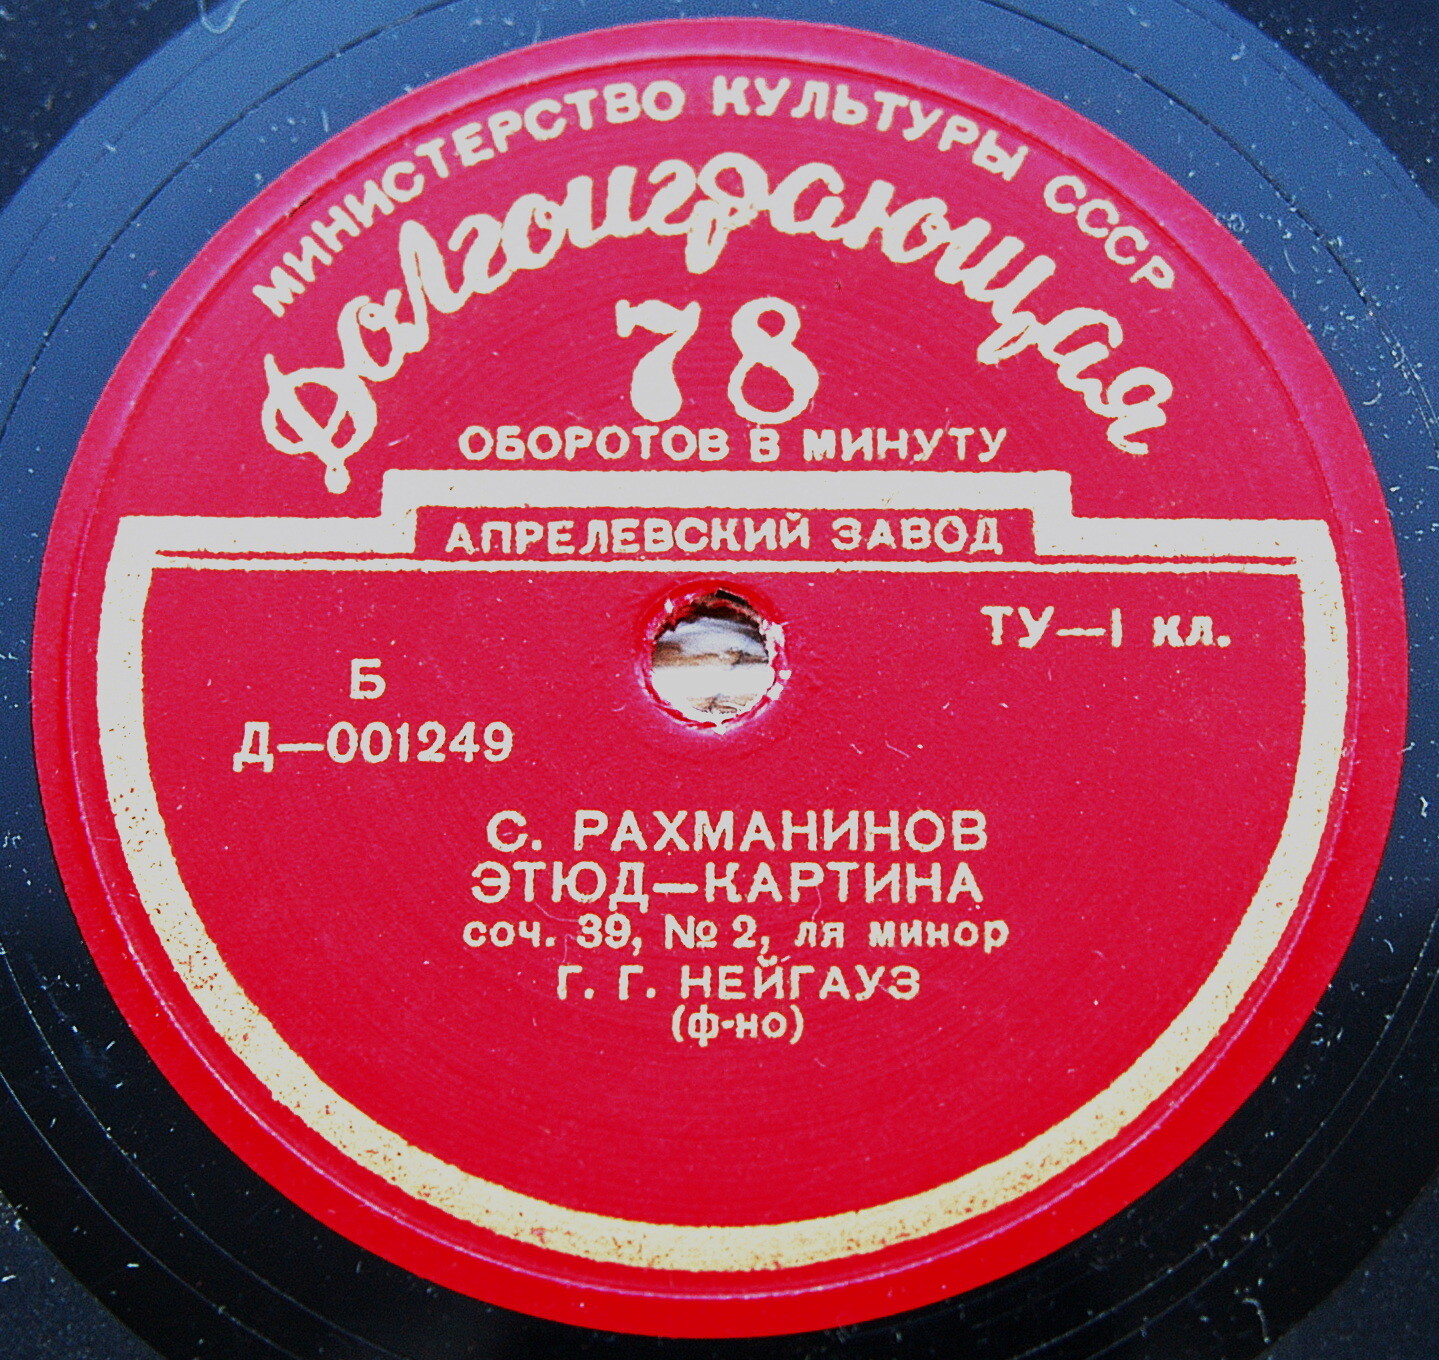 МИНИСТЕРСТВО КУЛЬТУРЫ СССР
Долгоиграющая
78
ОБОРОТОВ В МИНУТУ
АПРЕЛЕВСКИЙ ЗАВОД
ТУ—1 кл.
Б
Д—001249
С. РАХМАНИНОВ
ЭТЮД—КАРТИНА
соч. 39, № 2, ля минор
Г. Г. НЕЙГАУЗ
(ф-но)